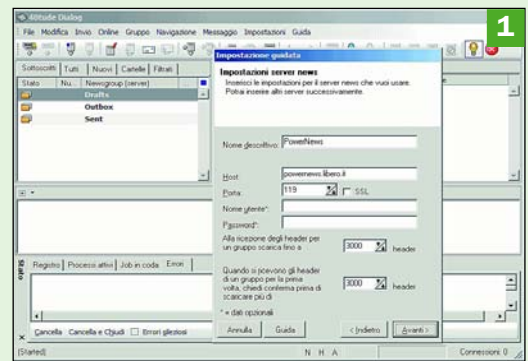 40tude Dialog
1
File Modifica Invio Online Gruppo Navigazione Messaggio Impostazioni Guida
Sottoscritti Tutti Nuovi Cartelle Filtrati
Stato Nu... Newsgroup (server)
Drafts
Outbox
Sent
Impostazione guidata
Impostazioni server news
Inserisci le impostazioni per il server news che vuoi usare.
Potrai inserire altri server successivamente.
Nome descrittivo: PowerNews
Host: powernews.libero.it
Porta: 119 SSL
Nome utente*:
Password*:
Alla ricezione degli header per
un gruppo scarica fino a 3000 header
Quando si ricevono gli header
di un gruppo per la prima
volta, chiedi conferma prima di
scaricare più di 3000 header
* = dati opzionali
Annulla Guida < Indietro Avanti >
Stato
Registro Processi attivi Job in coda Errori
Cancella Cancella e Chiudi Errori
(Started) N H A Connessioni: 0